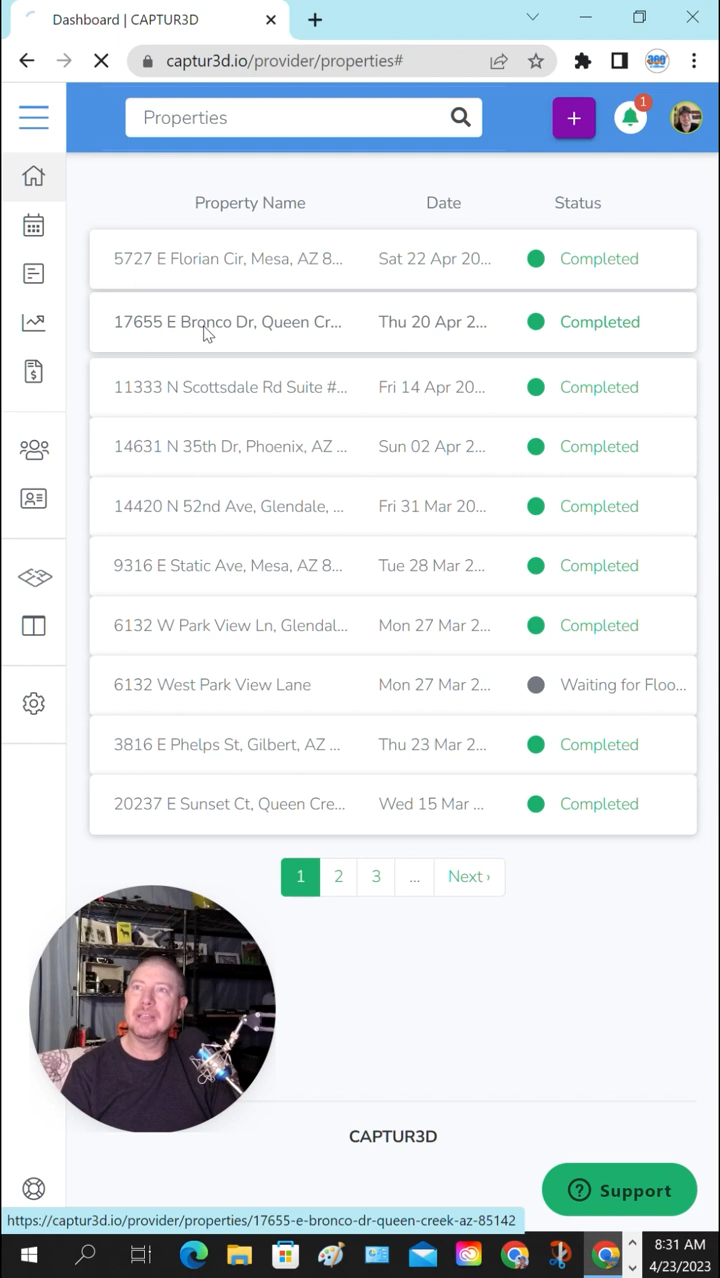 Dashboard | CAPTUR3D
captur3d.io/provider/properties#
Properties
1
Property Name Date Status
5727 E Florian Cir, Mesa, AZ 8... Sat 22 Apr 20... Completed
17655 E Bronco Dr, Queen Cr... Thu 20 Apr 2... Completed
11333 N Scottsdale Rd Suite #... Fri 14 Apr 20... Completed
14631 N 35th Dr, Phoenix, AZ ... Sun 02 Apr 2... Completed
14420 N 52nd Ave, Glendale, ... Fri 31 Mar 20... Completed
9316 E Static Ave, Mesa, AZ 8... Tue 28 Mar 2... Completed
6132 W Park View Ln, Glendal... Mon 27 Mar 2... Completed
6132 West Park View Lane Mon 27 Mar 2... Waiting for Floo...
3816 E Phelps St, Gilbert, AZ ... Thu 23 Mar 2... Completed
20237 E Sunset Ct, Queen Cre... Wed 15 Mar ... Completed
1 2 3 ... Next ›
CAPTUR3D
Support
https://captur3d.io/provider/properties/17655-e-bronco-dr-queen-creek-az-85142
8:31 AM
4/23/2023